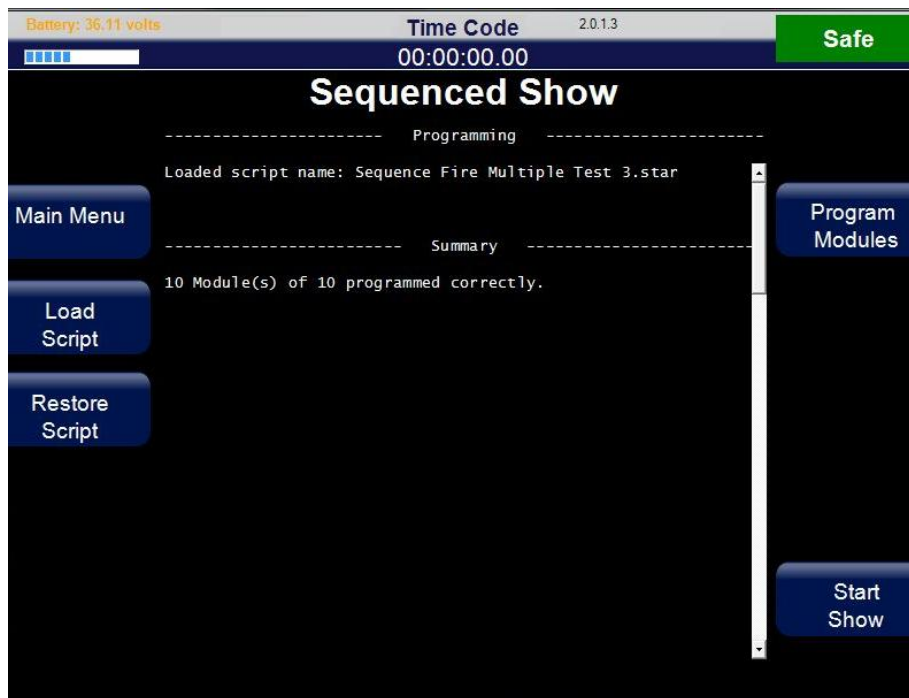 Battery: 36.11 volts
Time Code
2.0.1.3
Safe
00:00:00.00
Sequenced Show
----------------------- Programming -----------------------
Loaded script name: Sequence Fire Multiple Test 3.star
Main Menu
Program
Modules
------------------------ Summary ------------------------
10 Module(s) of 10 programmed correctly.
Load
Script
Restore
Script
Start
Show